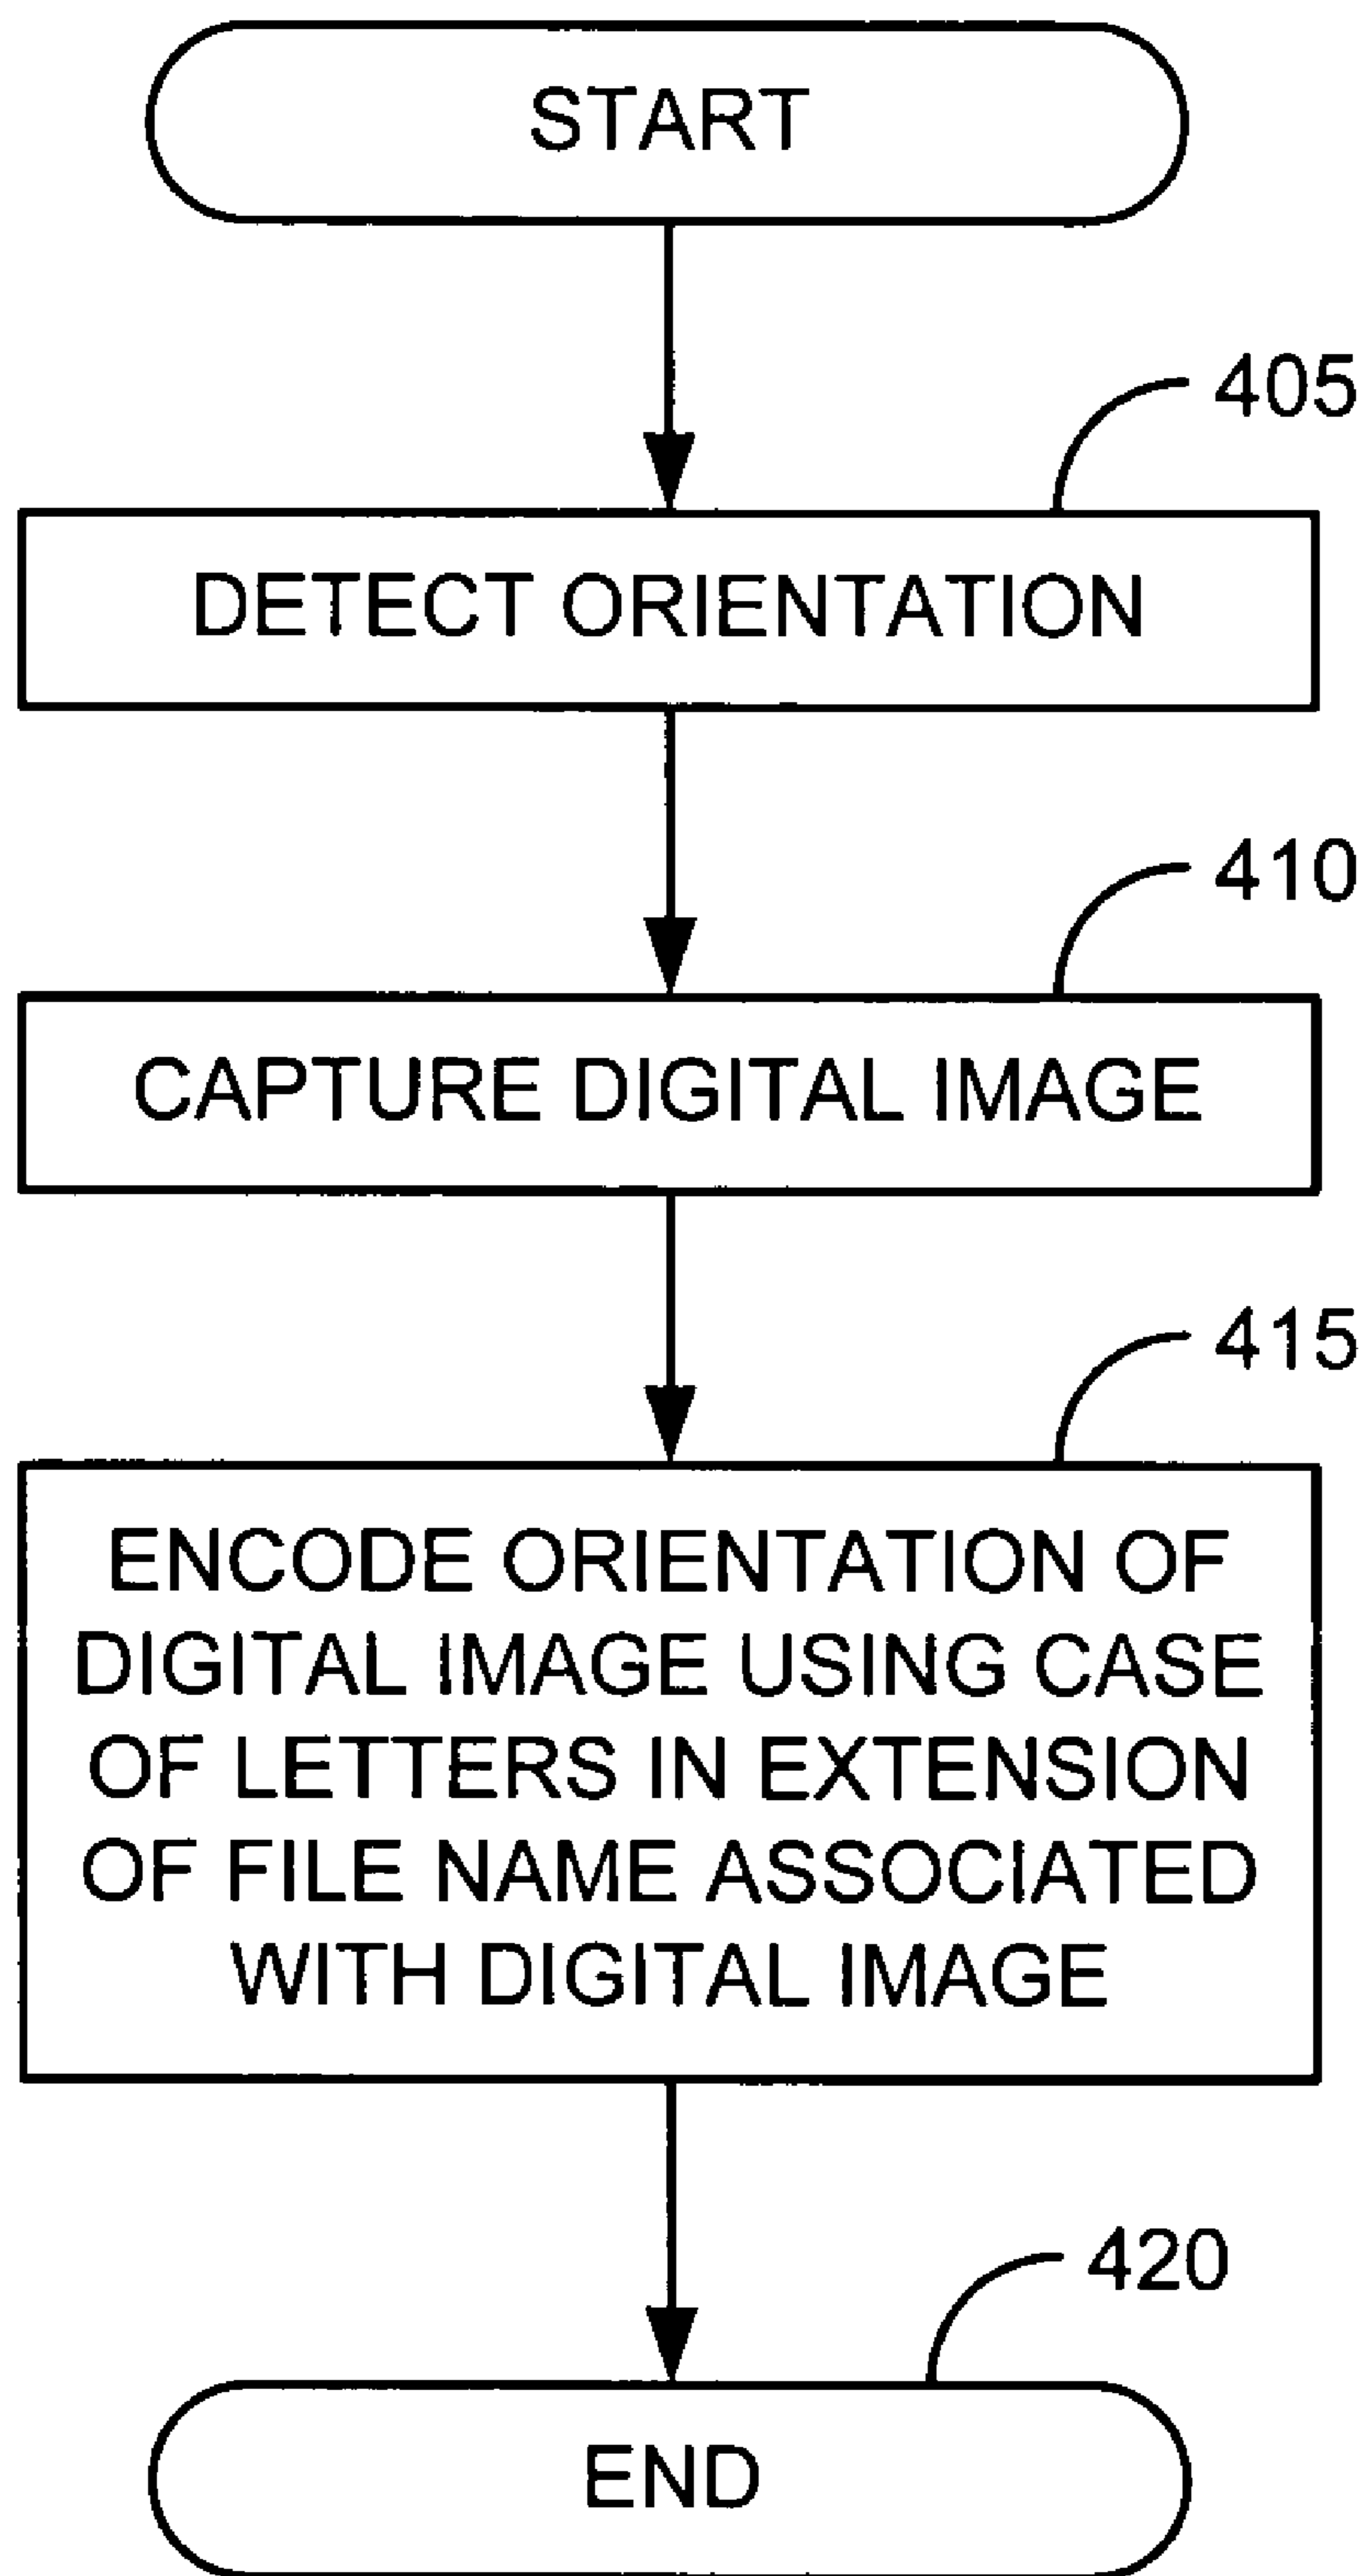 START
405
DETECT ORIENTATION
410
CAPTURE DIGITAL IMAGE
415
ENCODE ORIENTATION OF
DIGITAL IMAGE USING CASE
OF LETTERS IN EXTENSION
OF FILE NAME ASSOCIATED
WITH DIGITAL IMAGE
420
END